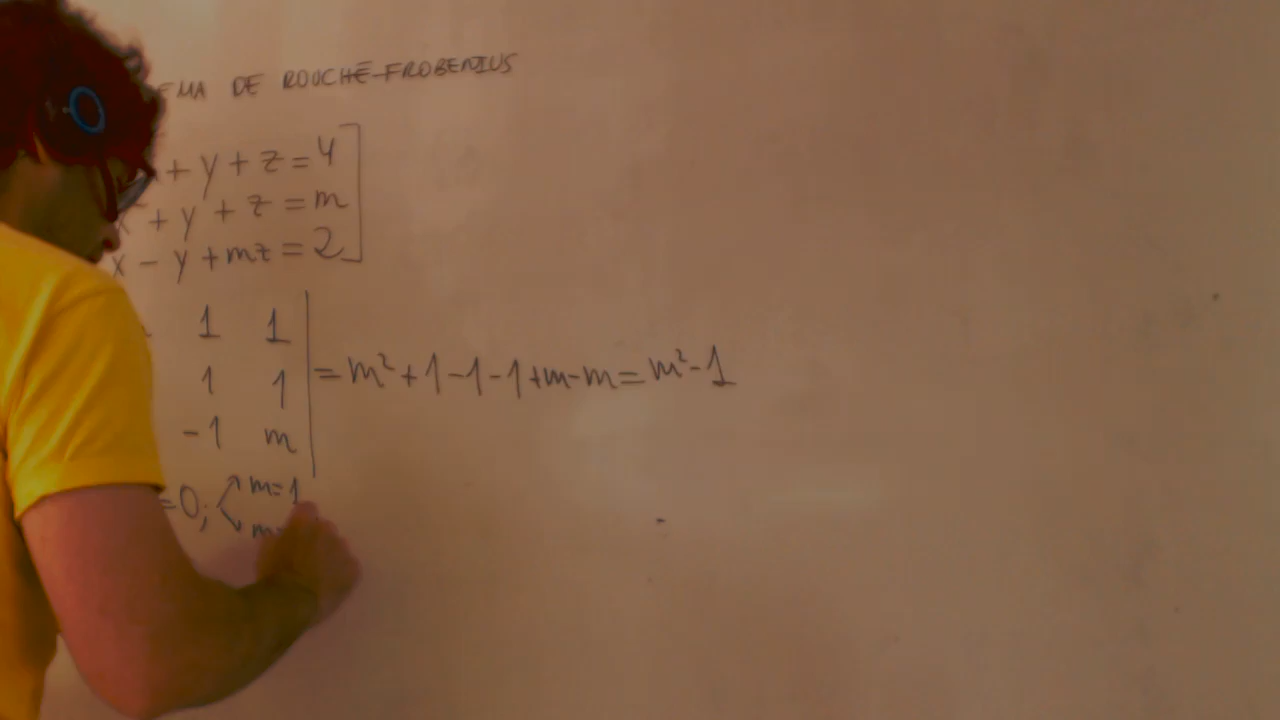 EMA DE ROUCHÉ-FROBENIUS
+ y + z = 4
x + y + z = m
x - y + mz = 2
1 1
1 1 = m² + 1 - 1 - 1 + m - m = m² - 1
-1 m
= 0; m = 1
m =